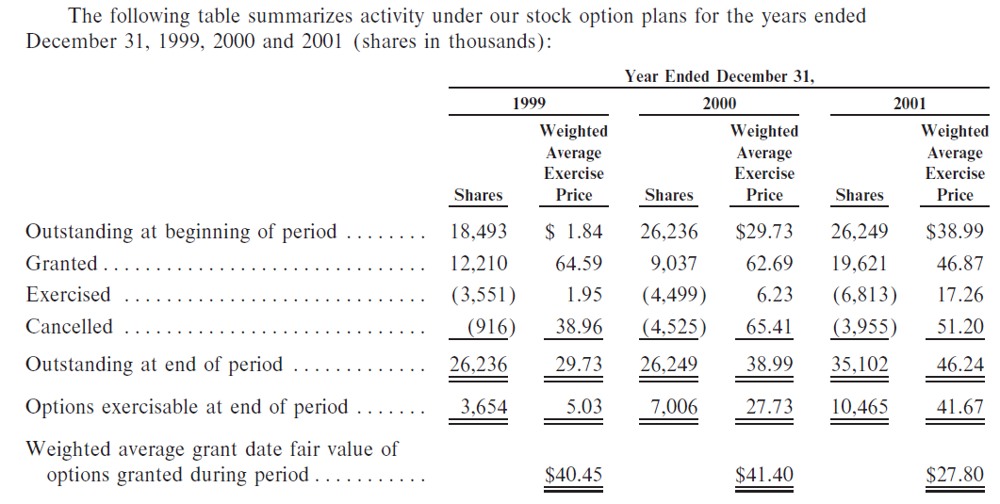 The following table summarizes activity under our stock option plans for the years ended
December 31, 1999, 2000 and 2001 (shares in thousands):
Year Ended December 31,
1999 2000 2001
Weighted Weighted Weighted
Average Average Average
Exercise Exercise Exercise
Shares Price Shares Price Shares Price
Outstanding at beginning of period ........ 18,493 $ 1.84 26,236 $29.73 26,249 $38.99
Granted ................................ 12,210 64.59 9,037 62.69 19,621 46.87
Exercised .............................. (3,551) 1.95 (4,499) 6.23 (6,813) 17.26
Cancelled .............................. (916) 38.96 (4,525) 65.41 (3,955) 51.20
Outstanding at end of period ............. 26,236 29.73 26,249 38.99 35,102 46.24
Options exercisable at end of period ....... 3,654 5.03 7,006 27.73 10,465 41.67
Weighted average grant date fair value of
options granted during period ........... $40.45 $41.40 $27.80